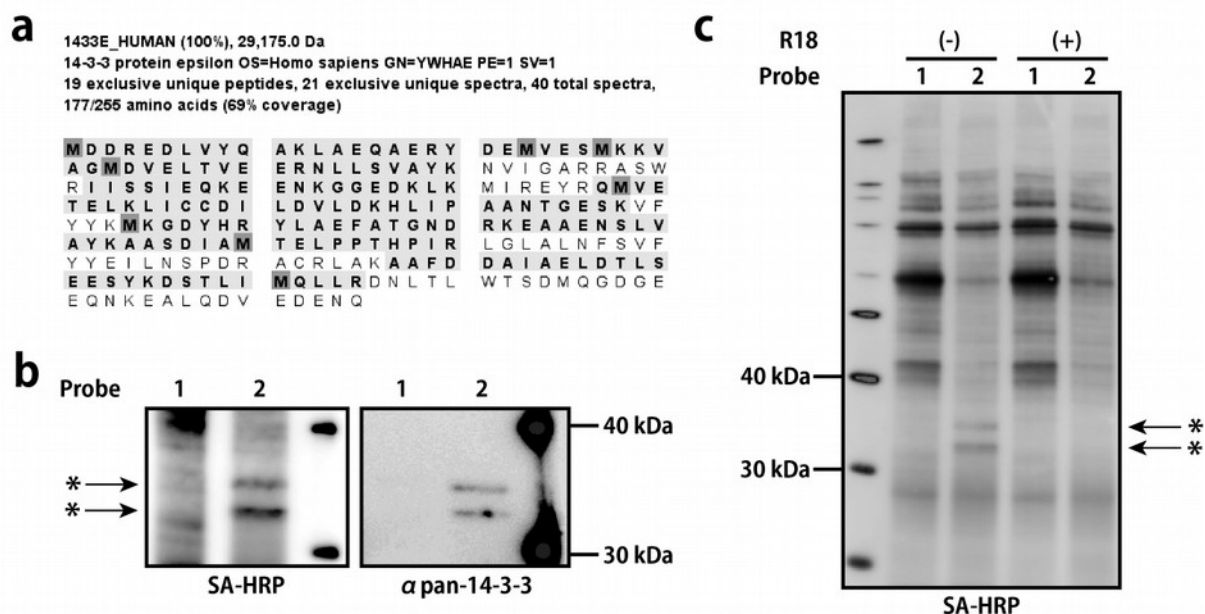 a
1433E_HUMAN (100%), 29,175.0 Da
14-3-3 protein epsilon OS=Homo sapiens GN=YWHAE PE=1 SV=1
19 exclusive unique peptides, 21 exclusive unique spectra, 40 total spectra,
177/255 amino acids (69% coverage)
MDDREDLVYQ AKLAEQAERY DEMVESMKKV
AGMDVELTVE ERNLLSVAYK NVIGARRASW
RIISSIEQKE ENKGGEDKLK MIREYRQMVE
TELKLICCDI LDVLDKHLIP AANTGESKVF
YYKMKGDYHR YLAEFATGND RKEAAENSLV
AYKAASDIAM TELPPTHPIR LGLALNFSVF
YYEILNSPDR ACRLAKAAFD DAIAELDTLS
EESYKDSTLI MQLLRDNLTL WTSDMQGDGE
EQNKEALQDV EDENQ
b
Probe 1 2 1 2
40 kDa
*
*
30 kDa
SA-HRP α pan-14-3-3
c
R18 (-) (+)
Probe 1 2 1 2
40 kDa
*
*
30 kDa
SA-HRP